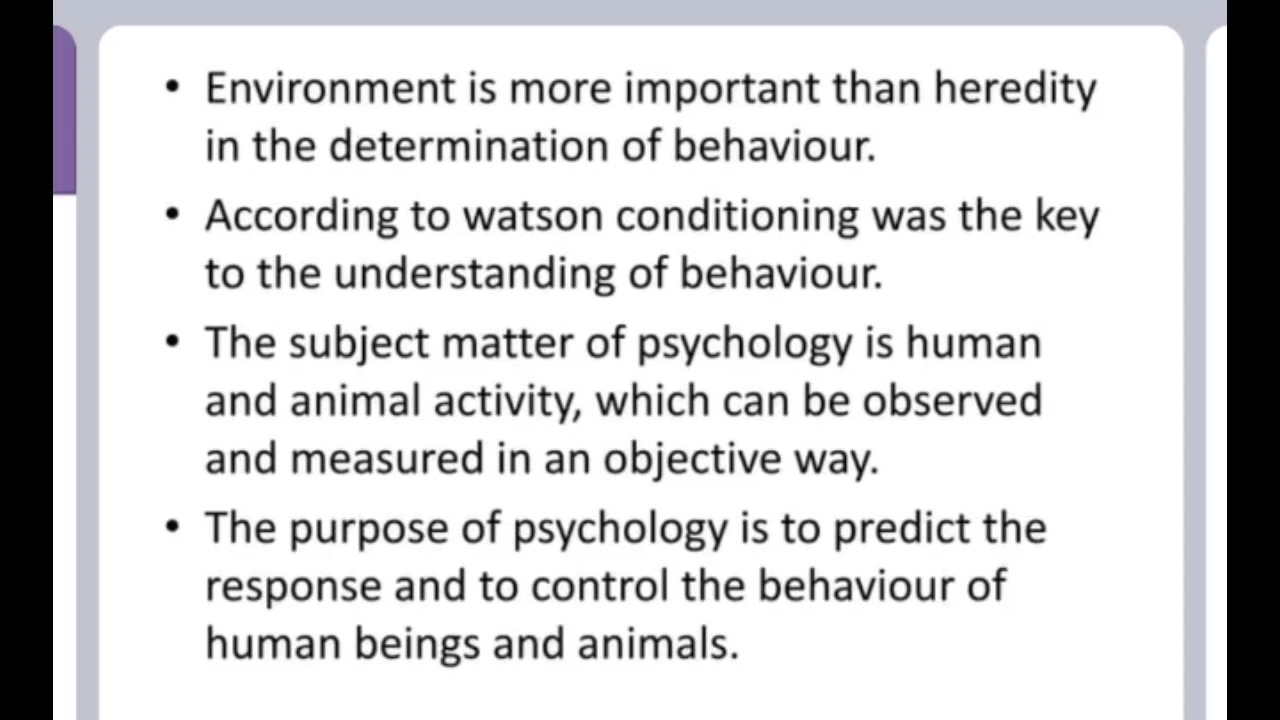 • Environment is more important than heredity
in the determination of behaviour.
• According to watson conditioning was the key
to the understanding of behaviour.
• The subject matter of psychology is human
and animal activity, which can be observed
and measured in an objective way.
• The purpose of psychology is to predict the
response and to control the behaviour of
human beings and animals.